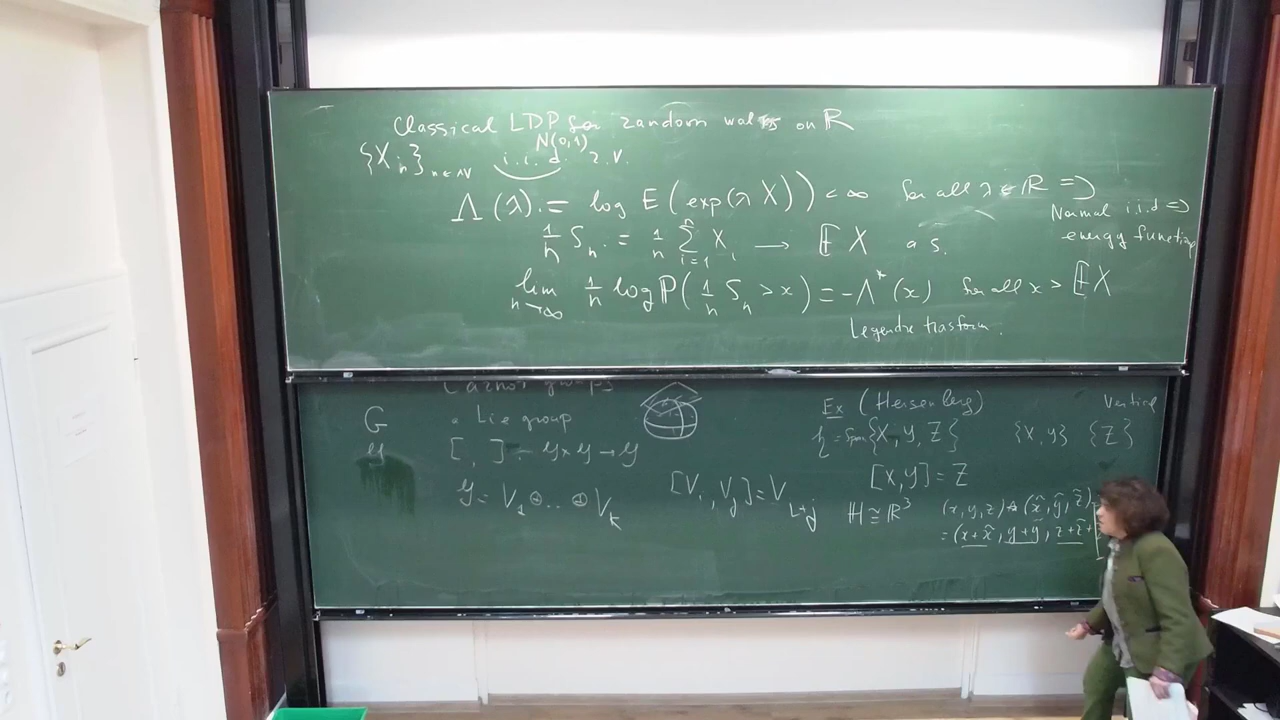 Classical LDP for random walks on ℝ
N(0,1)
{X_n}_{n∈ℕ} i.i.d. r.v.
Λ(λ) := log E(exp(λX)) < ∞ for all λ ∈ ℝ ⇒
Normal i.i.d ⇒
energy function
1/n S_n := 1/n Σ_{i=1}^n X_i → 𝔼X a.s.
lim_{n→∞} 1/n log ℙ(1/n S_n > x) = -Λ*(x) for all x > 𝔼X
Legendre trasform.
Carnot groups
G • Lie group
𝔤 [ , ] : 𝔤×𝔤→𝔤
𝔤 = V_1 ⊕ ... ⊕ V_k [V_i, V_j] = V_{i+j}
Ex (Heisenberg) Vertical
𝔥 = Span{X, Y, Z} {X, Y} {Z}
[X, Y] = Z
ℍ ≅ ℝ³ (x, y, z) * (x̃, ỹ, z̃)
= (x+x̃, y+ỹ, z+z̃+